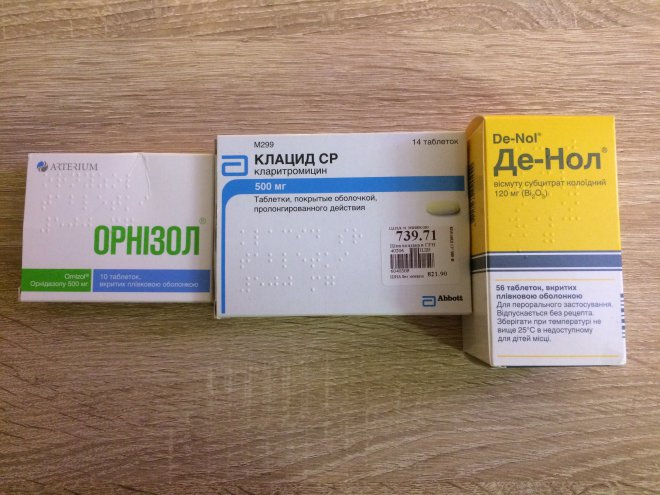 ARTERIUM
ОРНІЗОЛ®
Ornizol
Орнідазолу 500 мг
10 таблеток,
вкритих плівковою оболонкою
M299
14 таблеток
КЛАЦИД СР
кларитромицин
500 мг
Таблетки, покрытые оболочкой,
пролонгированного действия
739.71
821.90
Abbott
De-Nol®
Де-Нол®
вісмуту субцитрат колоїдний
120 мг (Bi2O3)
56 таблеток, вкритих
плівковою оболонкою
Для перорального застосування.
Відпускається без рецепта.
Зберігати при температурі не
вище 25°С в недоступному
для дітей місці.